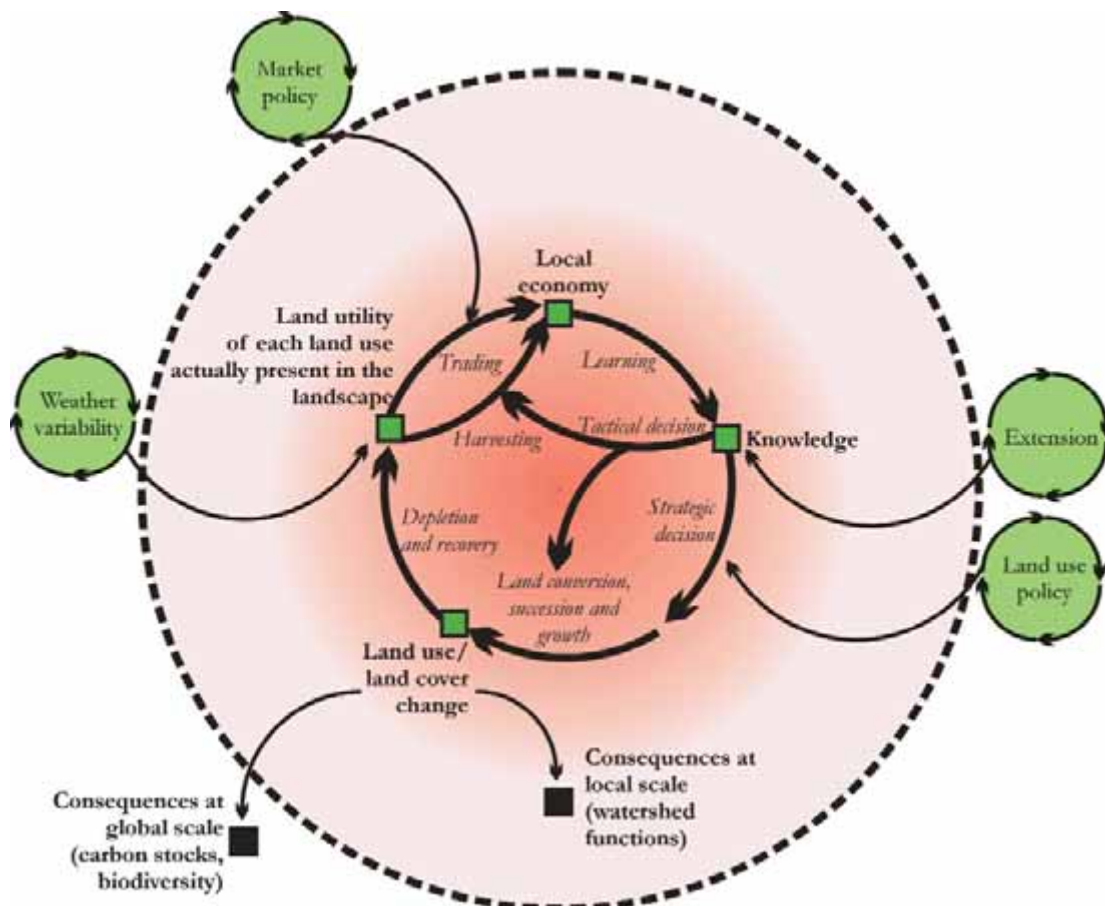 Market
policy
Local
economy
Land utility
of each land use
actually present in the
landscape
Trading
Learning
Weather
variability
Harvesting
Tactical decision
Knowledge
Extension
Depletion
and recovery
Strategic
decision
Land conversion,
succession and
growth
Land use
policy
Land use/
land cover
change
Consequences at
local scale
(watershed
functions)
Consequences at
global scale
(carbon stocks,
biodiversity)